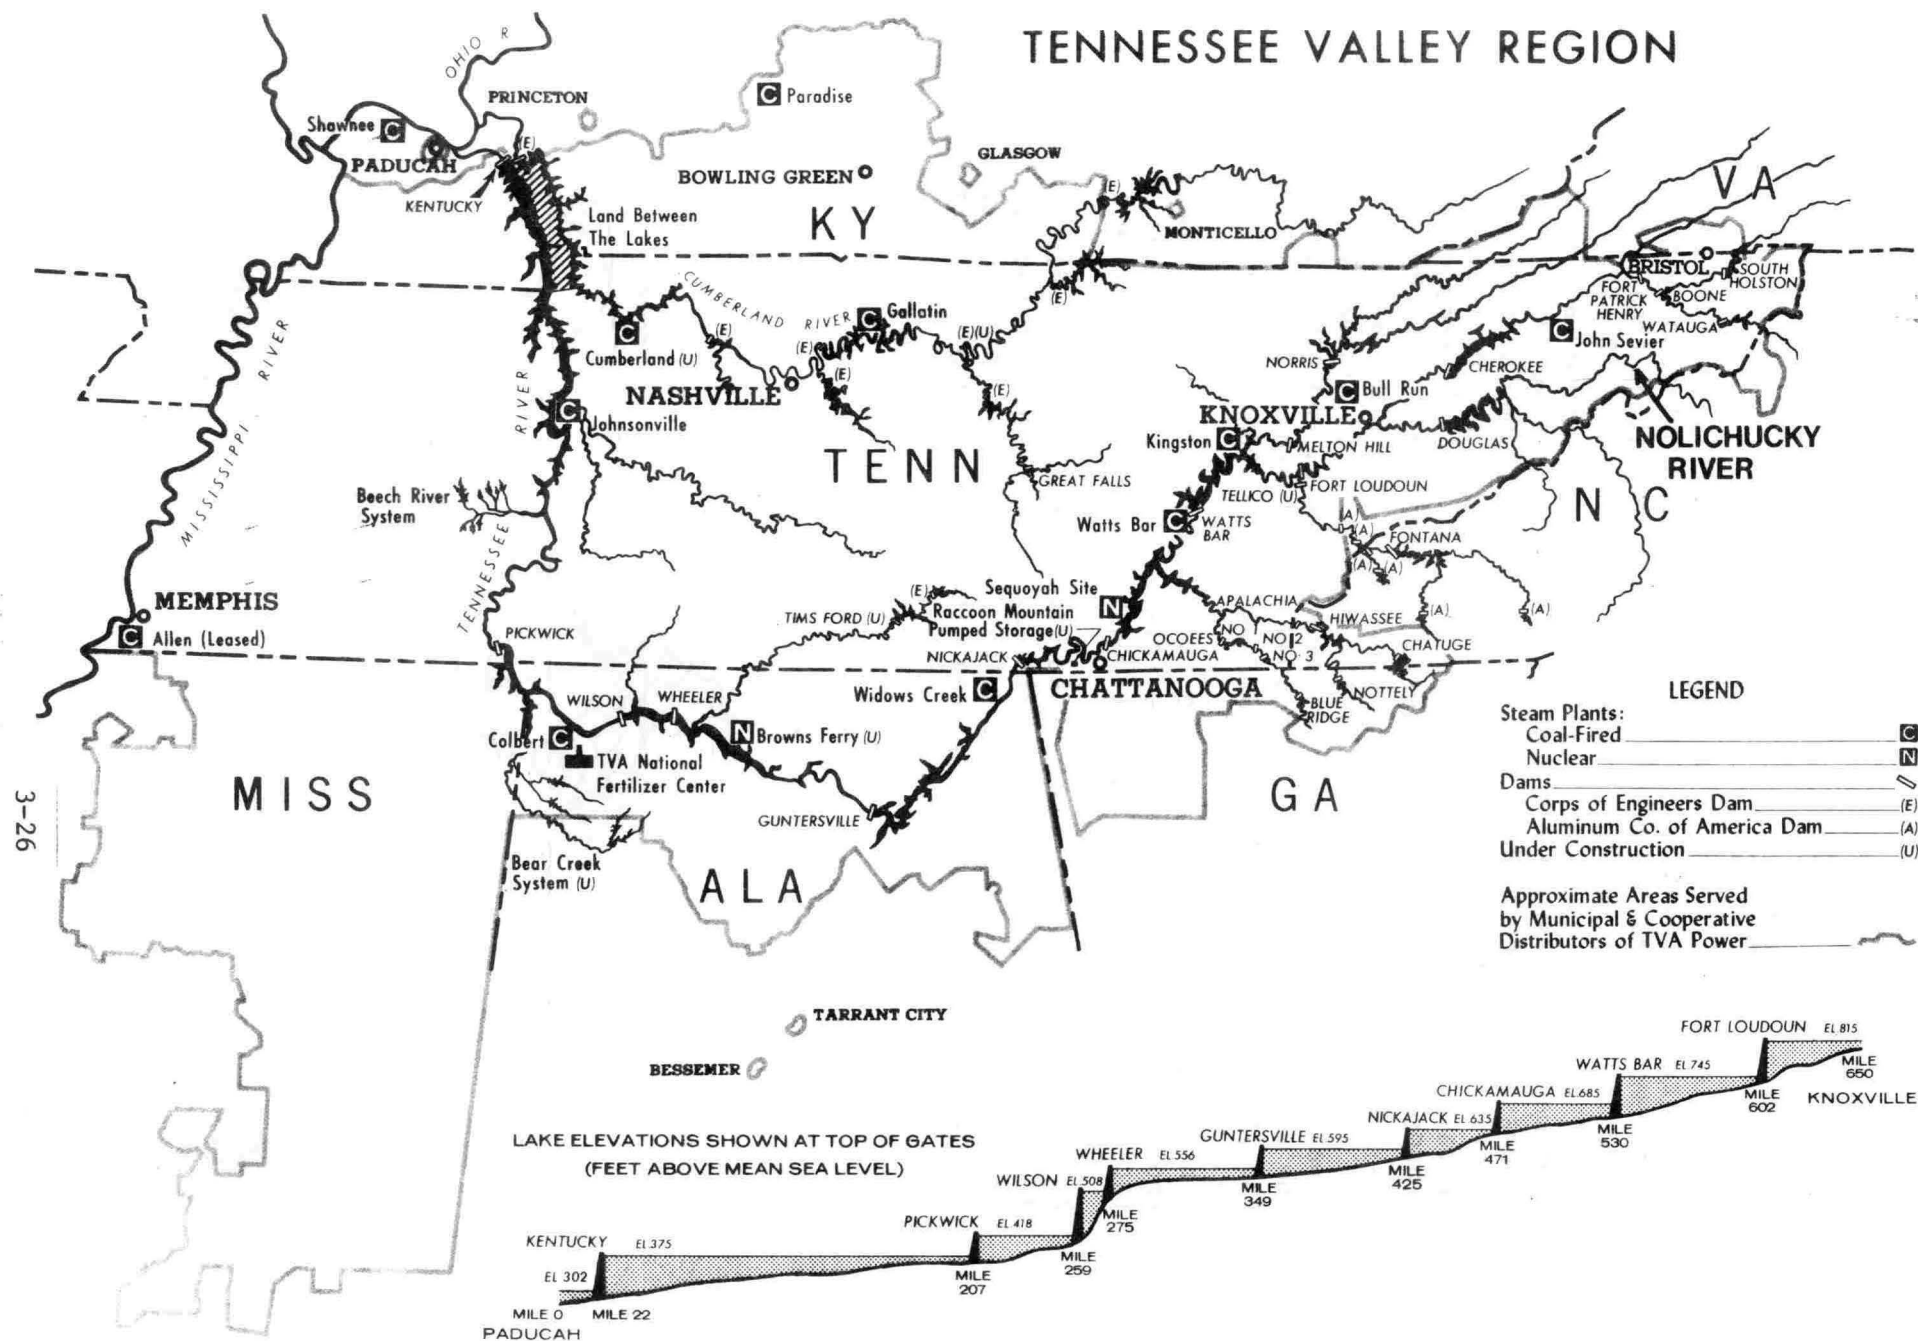 TENNESSEE VALLEY REGION
OHIO R
PRINCETON
Paradise
Shawnee
C
C
PADUCAH
(E)
KENTUCKY
BOWLING GREEN
GLASGOW
Land Between
The Lakes
KY
(E)
MONTICELLO
VA
BRISTOL
SOUTH
HOLSTON
FORT
PATRICK
HENRY
BOONE
WATAUGA
CUMBERLAND RIVER
C
Gallatin
(E)
(E)
(E)(U)
(E)
(E)
(E)
C
Cumberland (U)
NASHVILLE
C
John Sevier
NORRIS
CHEROKEE
C
Bull Run
MISSISSIPPI RIVER
TENNESSEE RIVER
C
Johnsonville
KNOXVILLE
Kingston
C
MELTON HILL
DOUGLAS
NOLICHUCKY
RIVER
TENN
GREAT FALLS
TELLICO (U)
FORT LOUDOUN
NC
Beech River
System
Watts Bar
C
WATTS
BAR
(A)
(A)
FONTANA
(A)
(A)
(A)
(A)
MEMPHIS
C
Allen (Leased)
PICKWICK
TIMS FORD (U)
(E)
Sequoyah Site
N
Raccoon Mountain
Pumped Storage(U)
APALACHIA
HIWASSEE
OCOEES
NO 1
NO 2
NO 3
CHATUGE
NICKAJACK
CHICKAMAUGA
CHATTANOOGA
NOTTELY
BLUE
RIDGE
Widows Creek
C
WILSON
WHEELER
Colbert
C
N
Browns Ferry (U)
TVA National
Fertilizer Center
GUNTERSVILLE
MISS
Bear Creek
System (U)
ALA
GA
LEGEND
Steam Plants:
Coal-Fired C
Nuclear N
Dams
Corps of Engineers Dam (E)
Aluminum Co. of America Dam (A)
Under Construction (U)
Approximate Areas Served
by Municipal & Cooperative
Distributors of TVA Power
3-26
TARRANT CITY
BESSEMER
LAKE ELEVATIONS SHOWN AT TOP OF GATES
(FEET ABOVE MEAN SEA LEVEL)
FORT LOUDOUN EL 815
WATTS BAR EL 745
CHICKAMAUGA EL.685
NICKAJACK EL 635
GUNTERSVILLE EL 595
WHEELER EL 556
WILSON EL 508
PICKWICK EL 418
KENTUCKY EL 375
EL 302
MILE 0
PADUCAH
MILE 22
MILE
207
MILE
259
MILE
275
MILE
349
MILE
425
MILE
471
MILE
530
MILE
602
MILE
650
KNOXVILLE